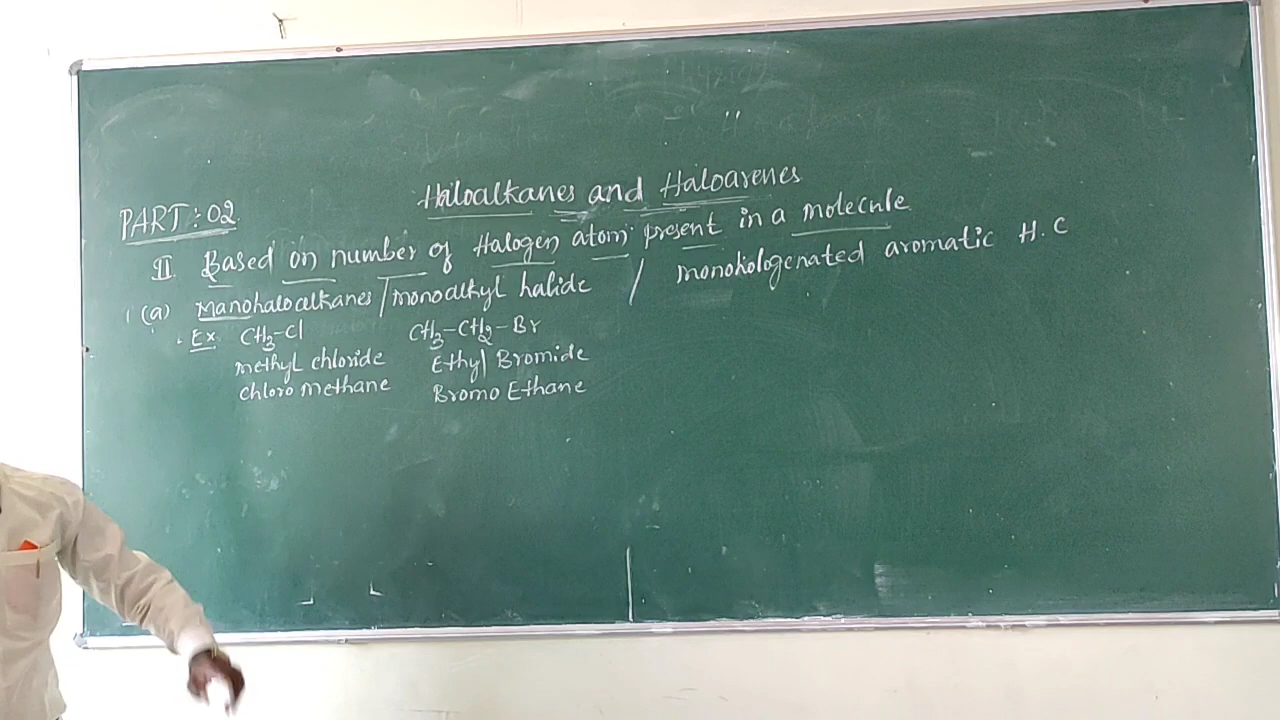 Haloalkanes and Haloarenes
PART:02.
II. Based on number of Halogen atom present in a molecule
(a) Manohaloalkanes / monoalkyl halide / monohologenated aromatic H.C
Ex CH3-Cl CH3-CH2-Br
methyl chloride Ethyl Bromide
chloro methane Bromo Ethane